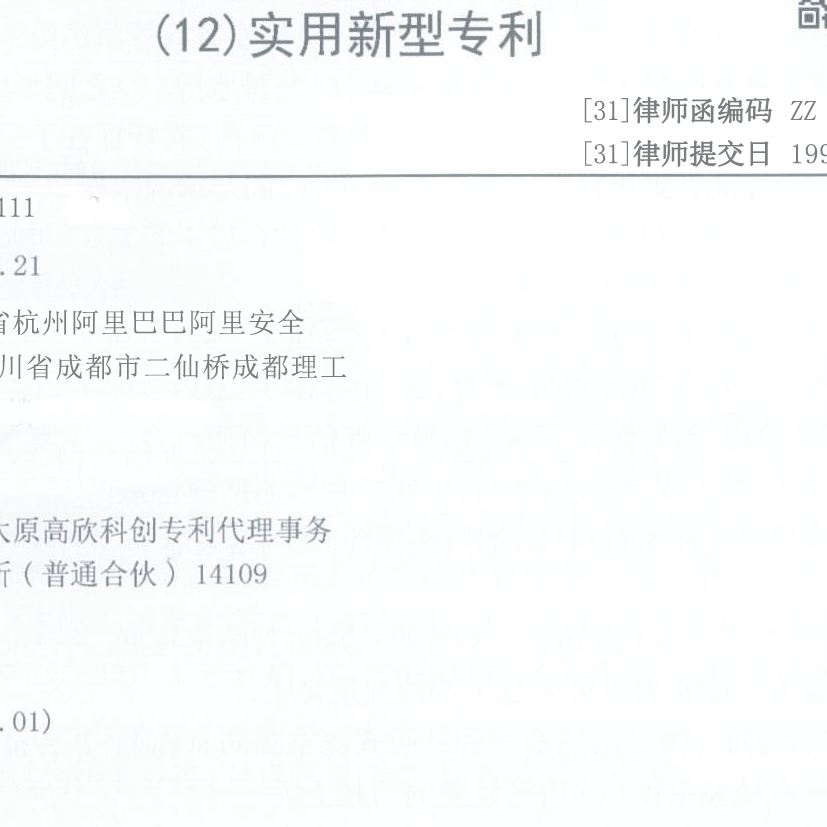 (12)实用新型专利
[31]律师函编码 ZZ
[31]律师提交日 199
111
.21
省杭州阿里巴巴阿里安全
川省成都市二仙桥成都理工
太原高欣科创专利代理事务
所(普通合伙) 14109
.01)